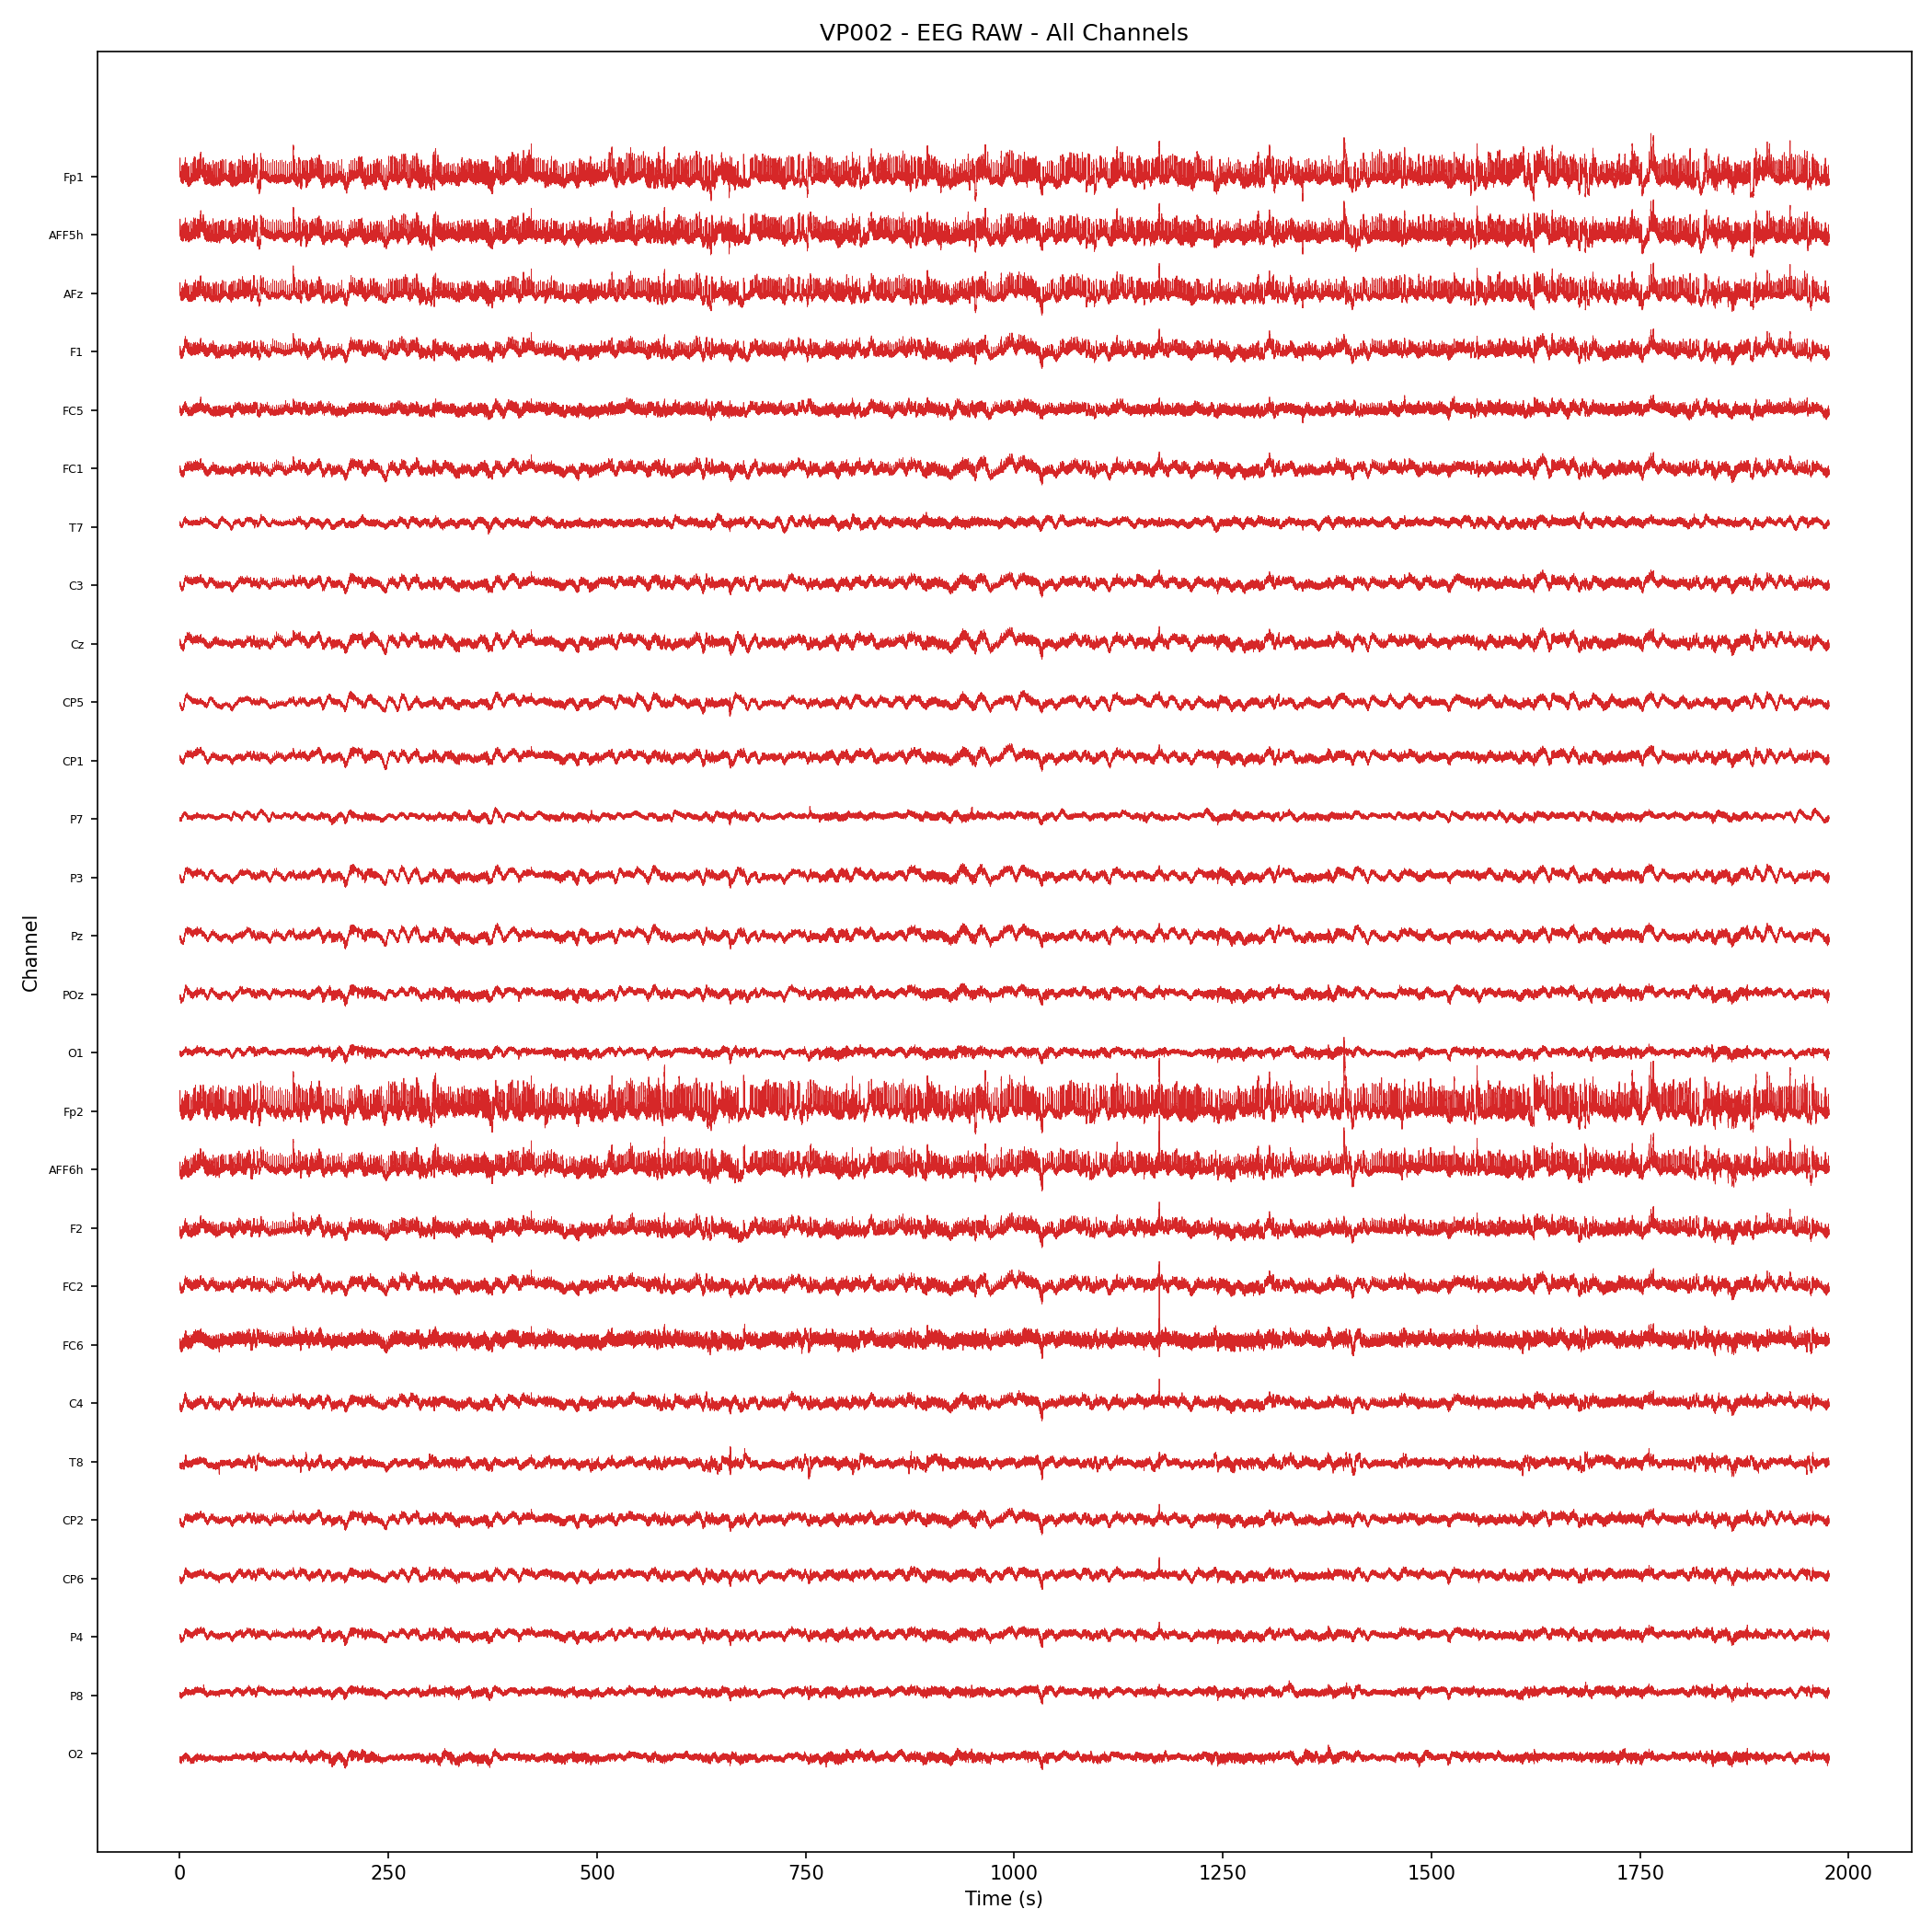 VP002 - EEG RAW - All Channels
Channel
Fp1
AFF5h
AFz
F1
FC5
FC1
T7
C3
Cz
CP5
CP1
P7
P3
Pz
POz
O1
Fp2
AFF6h
F2
FC2
FC6
C4
T8
CP2
CP6
P4
P8
O2
0 250 500 750 1000 1250 1500 1750 2000
Time (s)